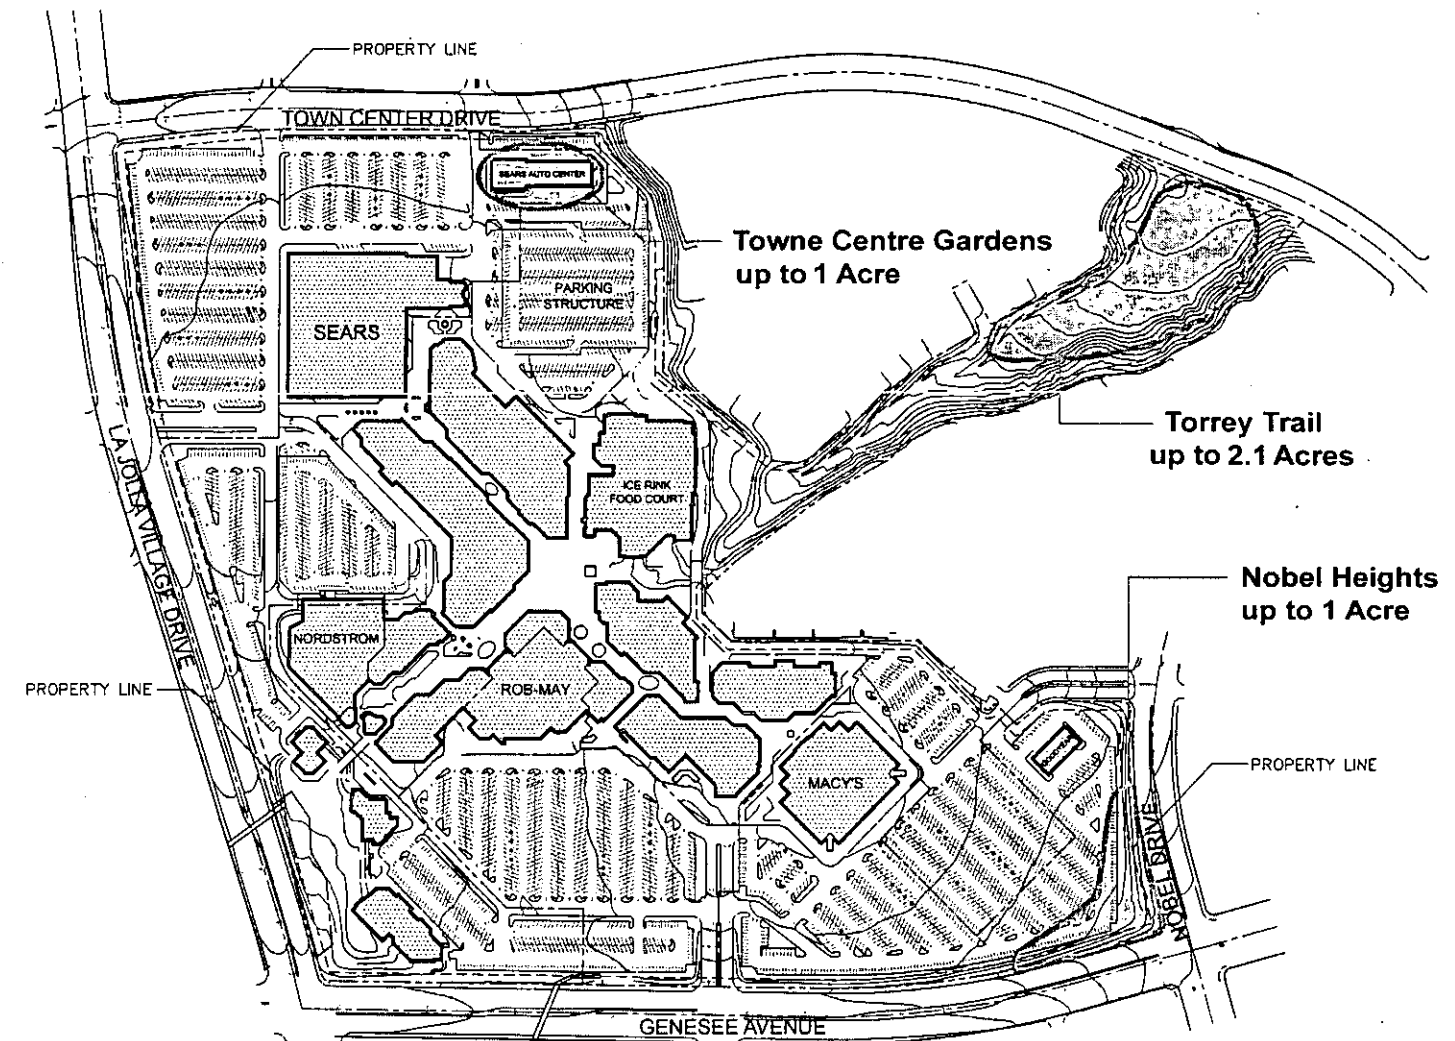 PROPERTY LINE
TOWN CENTER DRIVE
SEARS AUTO CENTER
Towne Centre Gardens
up to 1 Acre
PARKING
STRUCTURE
SEARS
Torrey Trail
up to 2.1 Acres
LA JOLLA VILLAGE DRIVE
ICE RINK
FOOD COURT
Nobel Heights
up to 1 Acre
NORDSTROM
PROPERTY LINE
ROB-MAY
GOODYEAR
PROPERTY LINE
MACY'S
NOBEL DRIVE
GENESEE AVENUE